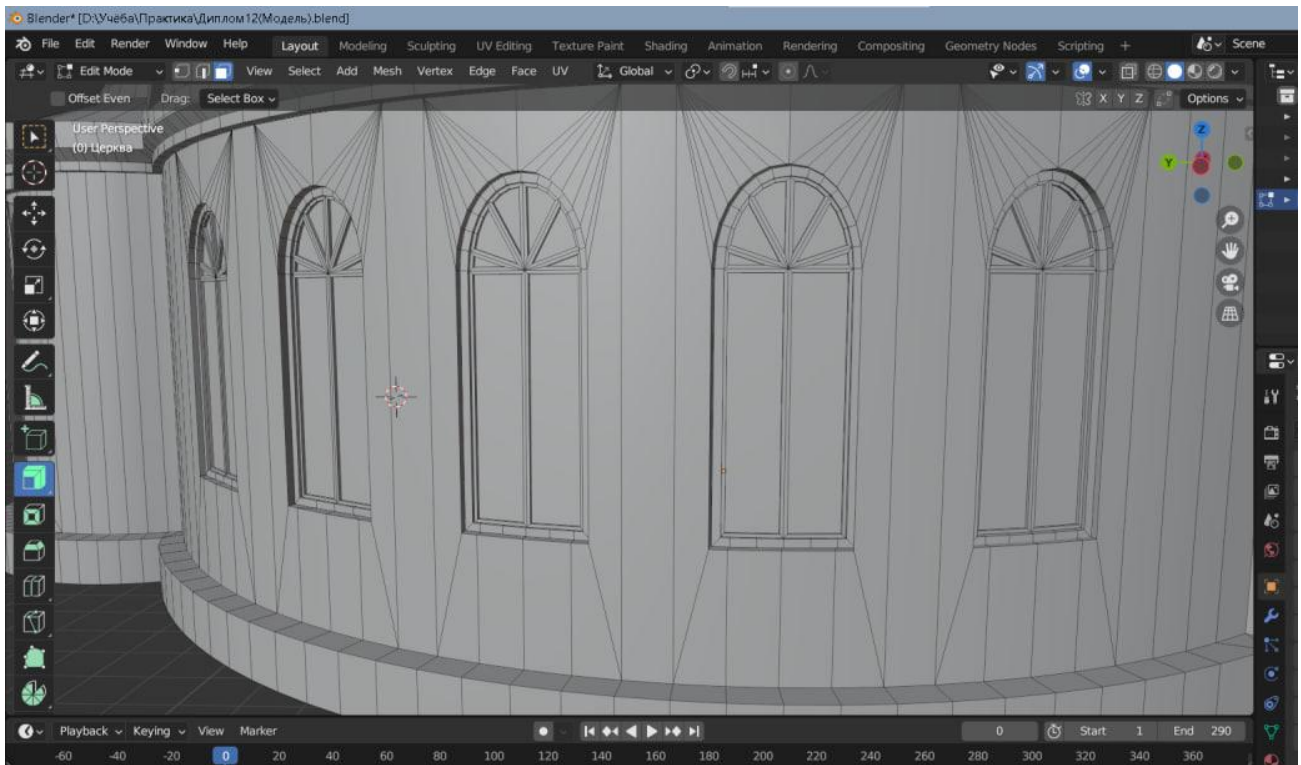 Blender* [D:\Учёба\Практика\Диплом12(Модель).blend]
File Edit Render Window Help Layout Modeling Sculpting UV Editing Texture Paint Shading Animation Rendering Compositing Geometry Nodes Scripting + Scene
Edit Mode View Select Add Mesh Vertex Edge Face UV Global
Offset Even Drag: Select Box X Y Z Options
User Perspective
(0) Церква
Z
Y
Playback Keying View Marker 0 Start 1 End 290
-60 -40 -20 0 20 40 60 80 100 120 140 160 180 200 220 240 260 280 300 320 340 360